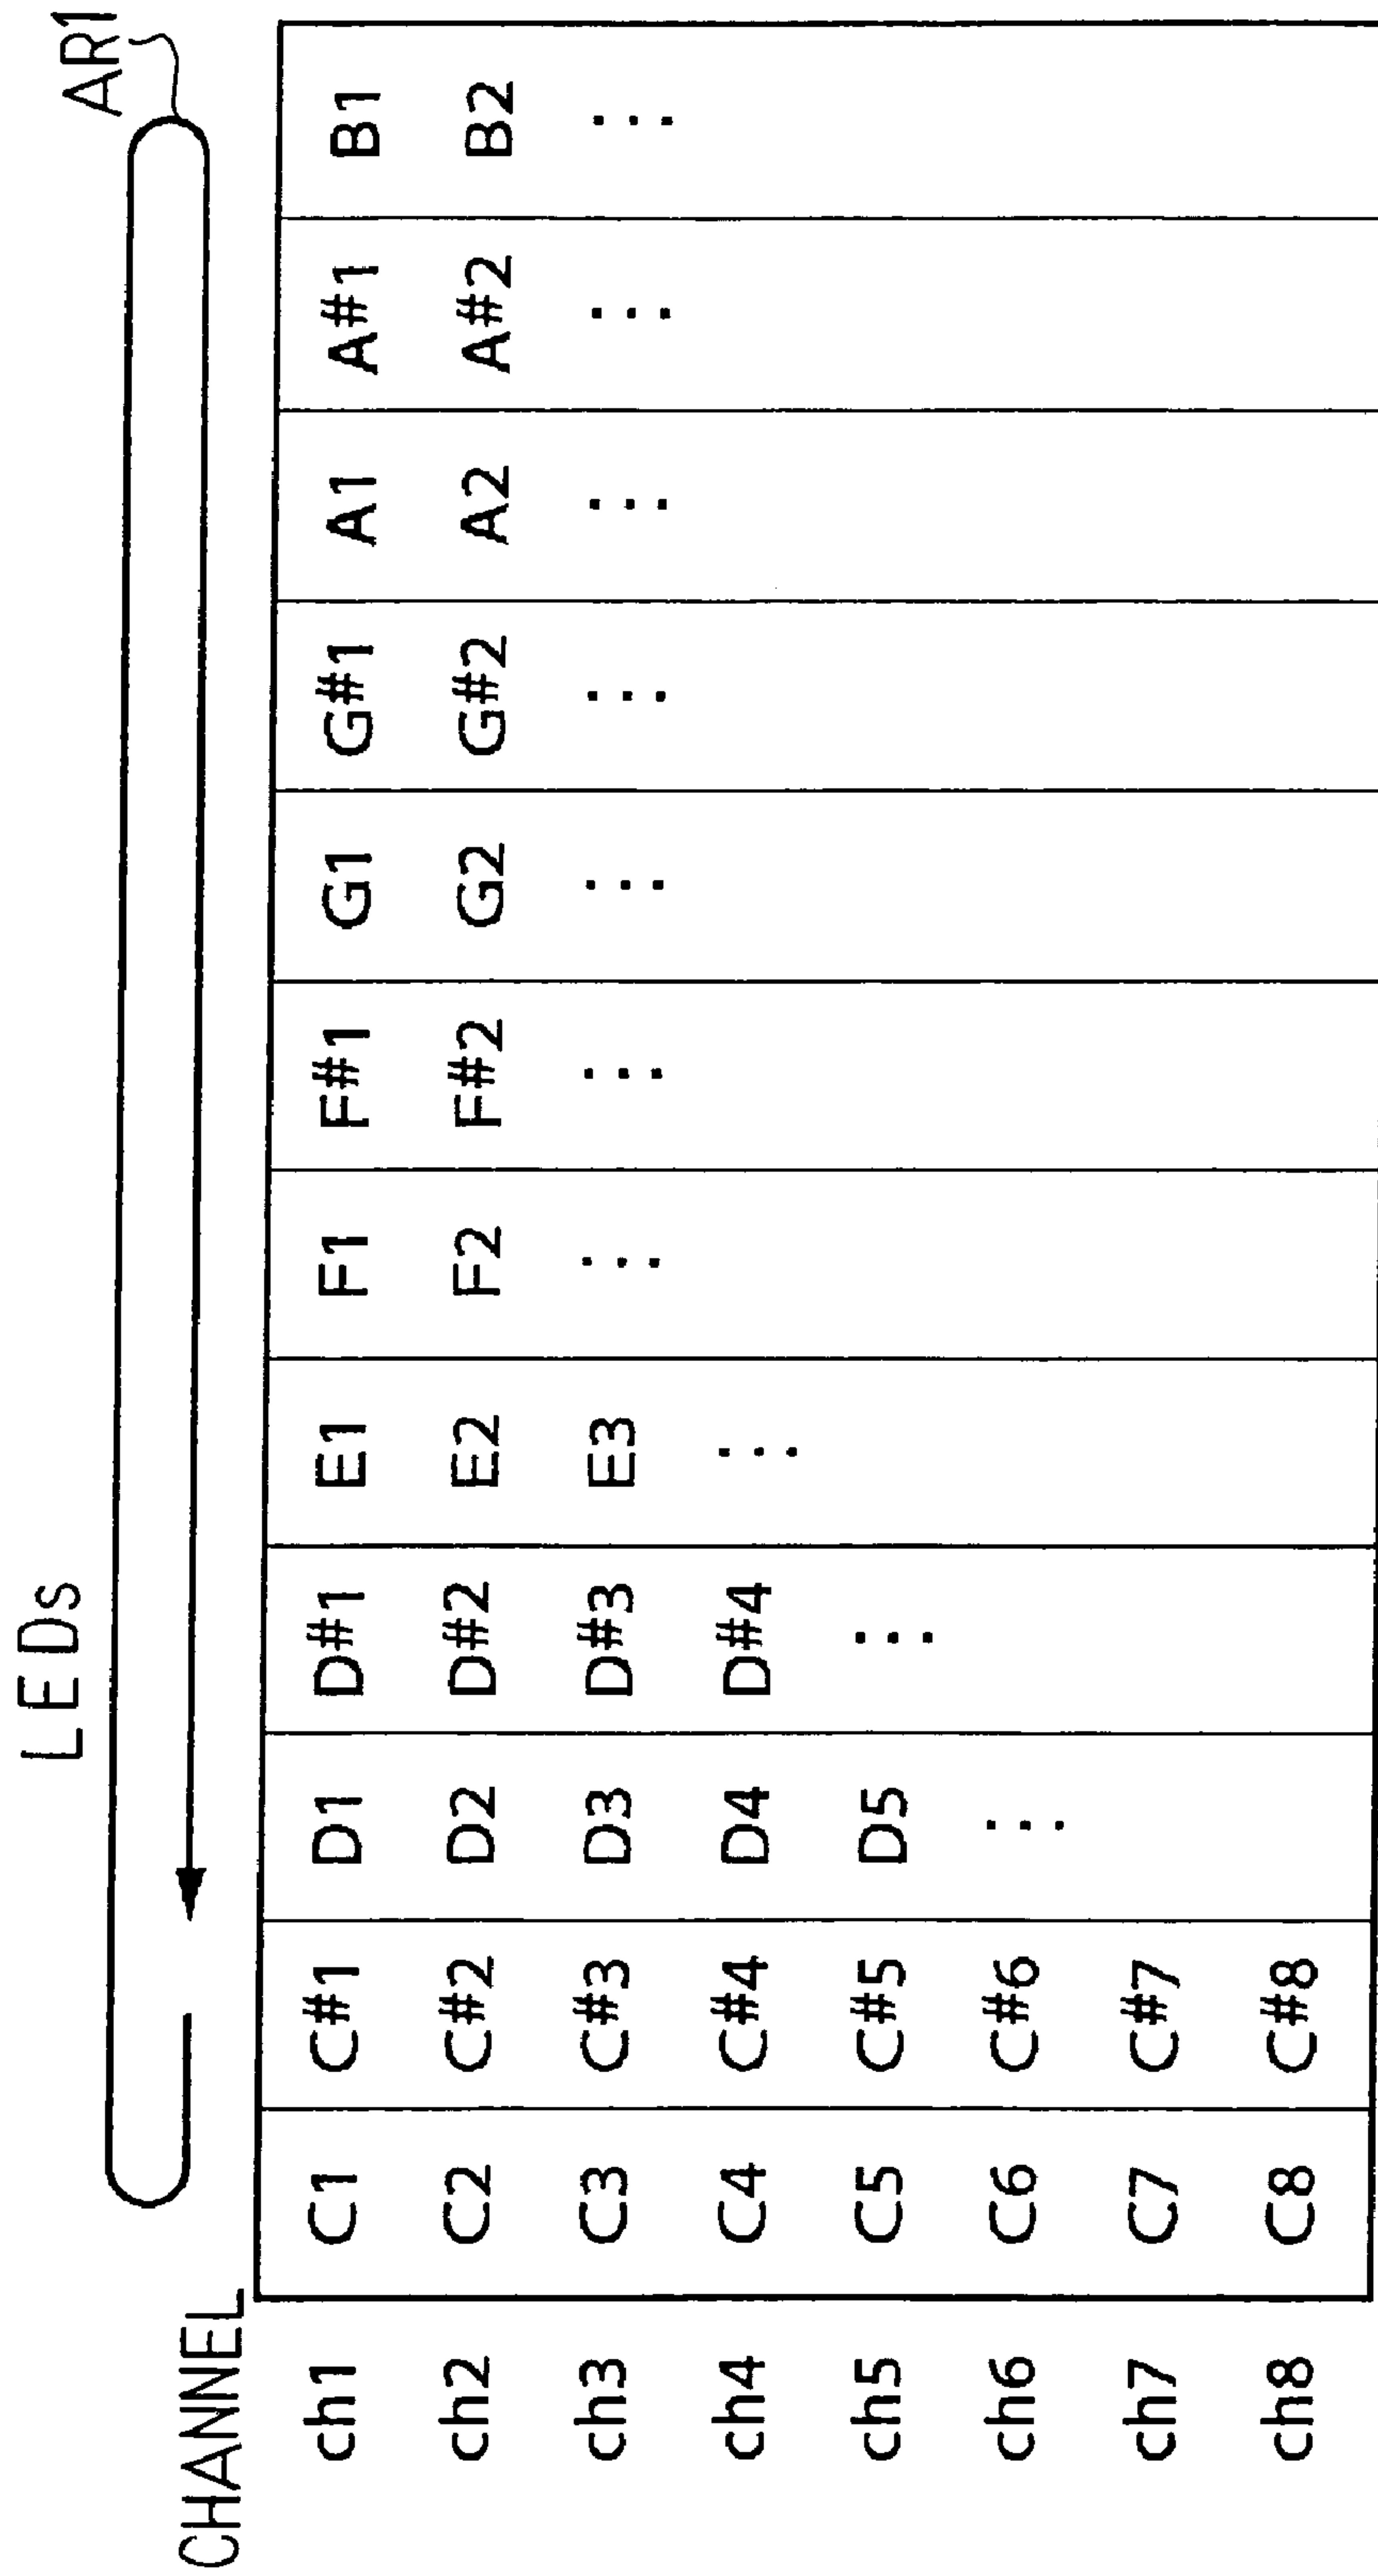 LEDs
AR1
CHANNEL
ch1 C1 C#1 D1 D#1 E1 F1 F#1 G1 G#1 A1 A#1 B1
ch2 C2 C#2 D2 D#2 E2 F2 F#2 G2 G#2 A2 A#2 B2
ch3 C3 C#3 D3 D#3 E3 ... ... ... ... ... ... ...
ch4 C4 C#4 D4 D#4 ...
ch5 C5 C#5 D5 ...
ch6 C6 C#6 ...
ch7 C7 C#7
ch8 C8 C#8